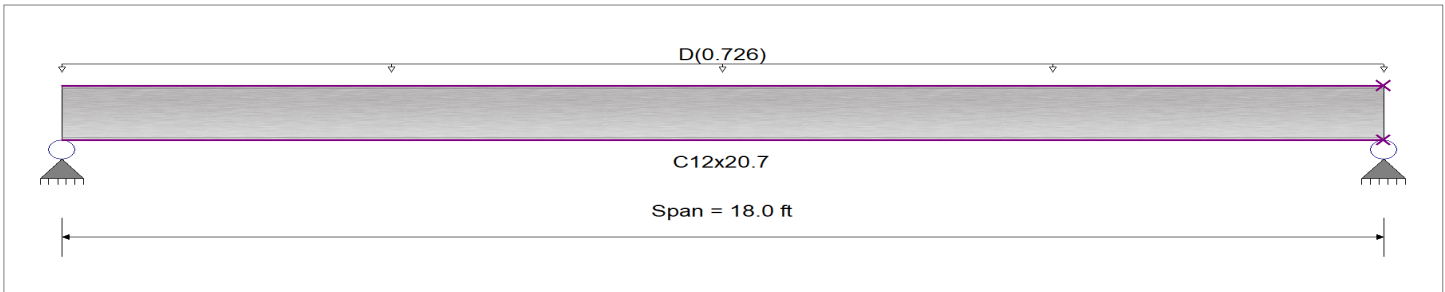 D(0.726)
C12x20.7
Span = 18.0 ft